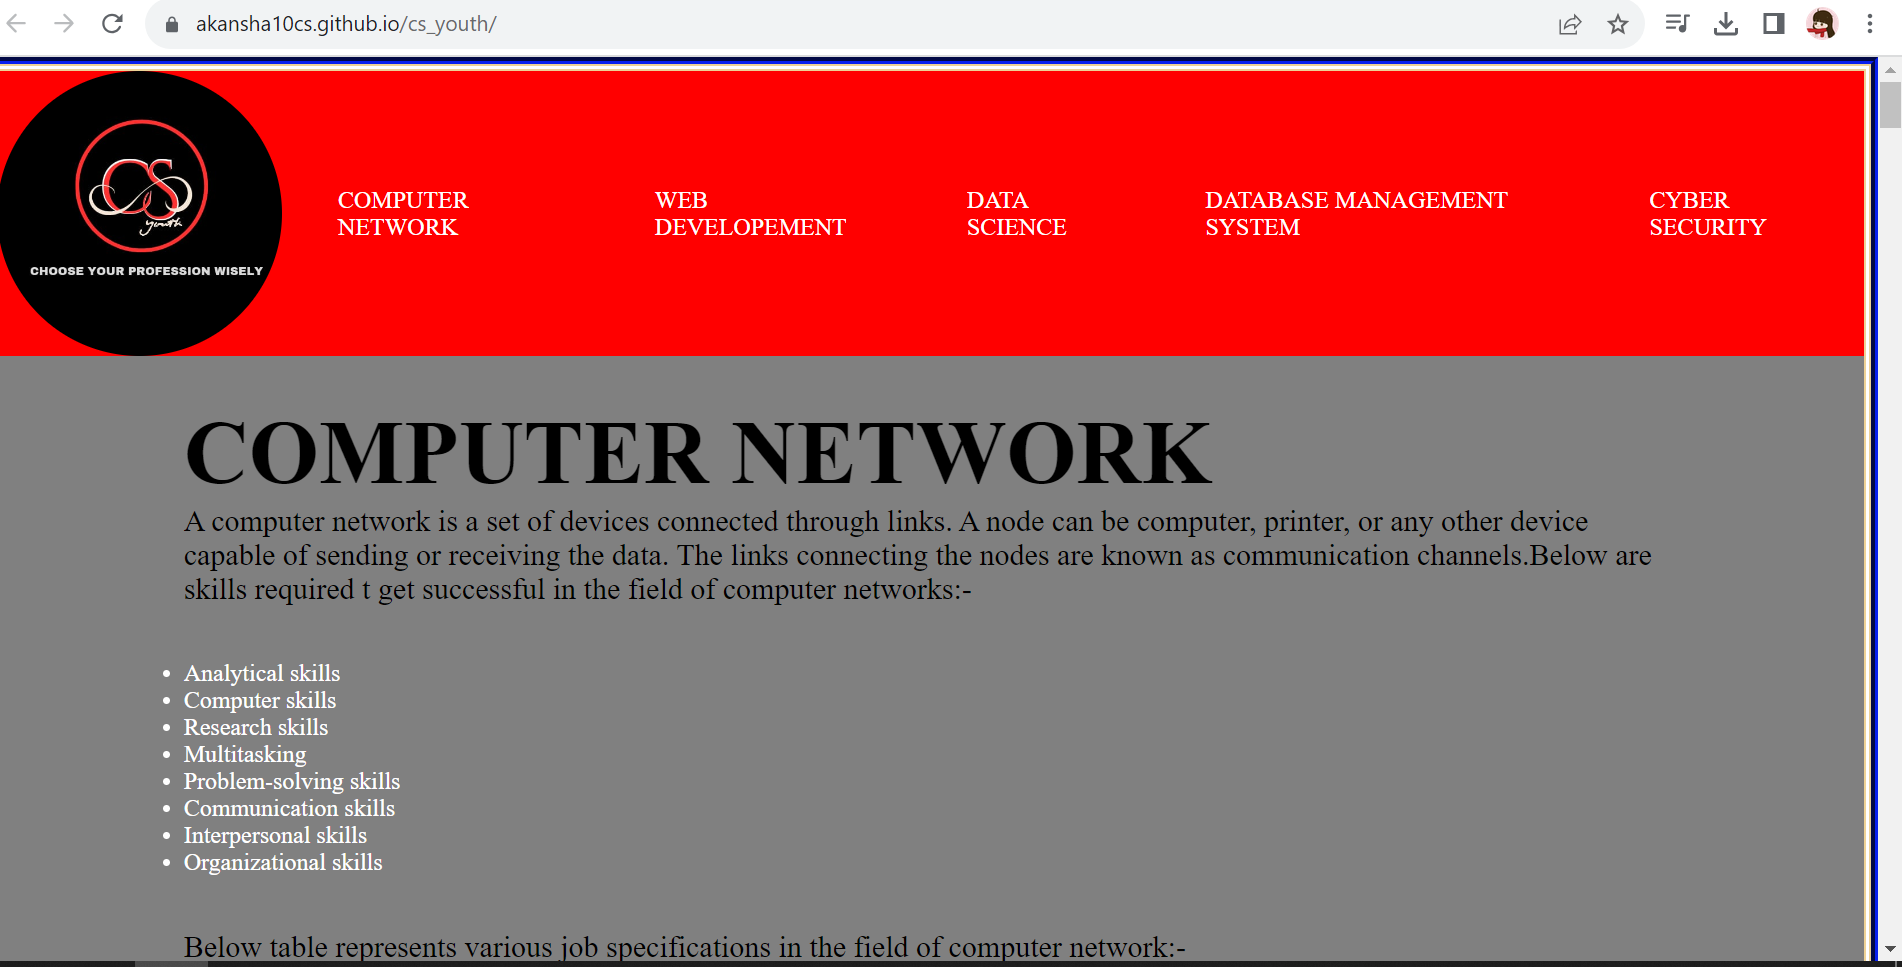 akansha10cs.github.io/cs_youth/
CS
youth
CHOOSE YOUR PROFESSION WISELY
COMPUTER
NETWORK
WEB
DEVELOPEMENT
DATA
SCIENCE
DATABASE MANAGEMENT
SYSTEM
CYBER
SECURITY
COMPUTER NETWORK
A computer network is a set of devices connected through links. A node can be computer, printer, or any other device
capable of sending or receiving the data. The links connecting the nodes are known as communication channels.Below are
skills required t get successful in the field of computer networks:-
• Analytical skills
• Computer skills
• Research skills
• Multitasking
• Problem-solving skills
• Communication skills
• Interpersonal skills
• Organizational skills
Below table represents various job specifications in the field of computer network:-